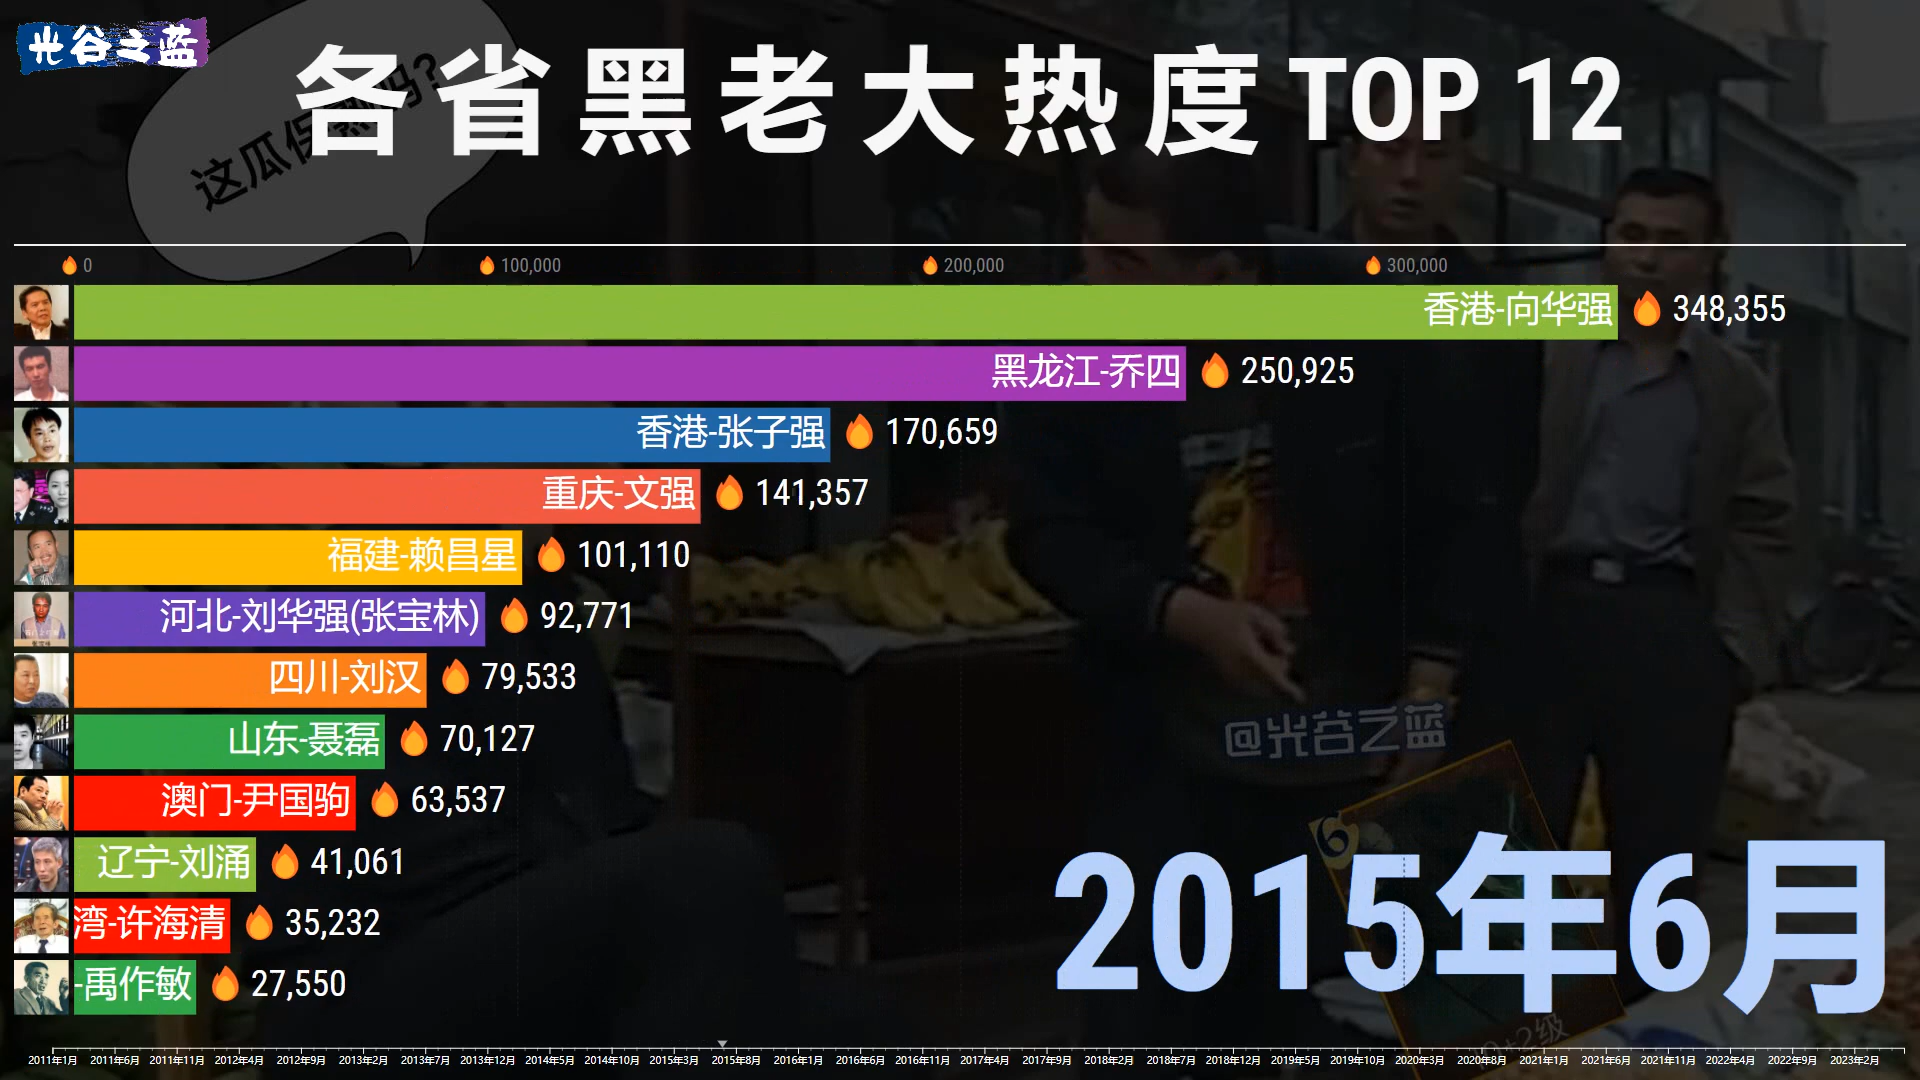 光谷之蓝
各省黑老大热度TOP 12
这瓜保熟吗?
0 100,000 200,000 300,000
香港-向华强 348,355
黑龙江-乔四 250,925
香港-张子强 170,659
重庆-文强 141,357
福建-赖昌星 101,110
河北-刘华强(张宝林) 92,771
四川-刘汉 79,533
山东-聂磊 70,127
@光谷之蓝
澳门-尹国驹 63,537
辽宁-刘涌 41,061
湾-许海清 35,232
-禹作敏 27,550
6
2015年6月
2011年1月 2011年6月 2011年11月 2012年4月 2012年9月 2013年2月 2013年7月 2013年12月 2014年5月 2014年10月 2015年3月 2015年8月 2016年1月 2016年6月 2016年11月 2017年4月 2017年9月 2018年2月 2018年7月 2018年12月 2019年5月 2019年10月 2020年3月 2020年8月 2021年1月 2021年6月 2021年11月 2022年4月 2022年9月 2023年2月